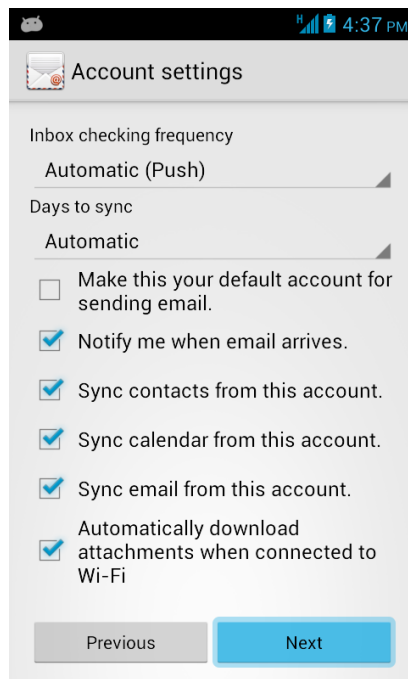 H 4:37 PM
Account settings
Inbox checking frequency
Automatic (Push)
Days to sync
Automatic
Make this your default account for
sending email.
Notify me when email arrives.
Sync contacts from this account.
Sync calendar from this account.
Sync email from this account.
Automatically download
attachments when connected to
Wi-Fi
Previous Next